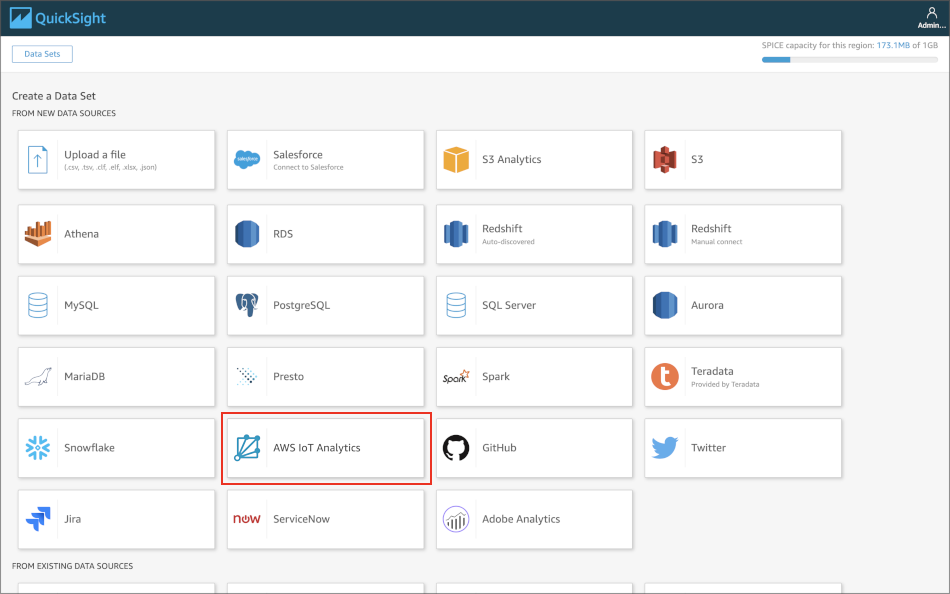 QuickSight
Admin...
Data Sets
SPICE capacity for this region: 173.1MB of 1GB
Create a Data Set
FROM NEW DATA SOURCES
Upload a file
(.csv, .tsv, .clf, .elf, .xlsx, .json)
salesforce
Salesforce
Connect to Salesforce
S3 Analytics
S3
Athena
RDS
Redshift
Auto-discovered
Redshift
Manual connect
MySQL
PostgreSQL
SQL Server
Aurora
MariaDB
Presto
Spark
Spark
t
Teradata
Provided by Teradata
Snowflake
AWS IoT Analytics
GitHub
Twitter
Jira
now
ServiceNow
Adobe Analytics
FROM EXISTING DATA SOURCES